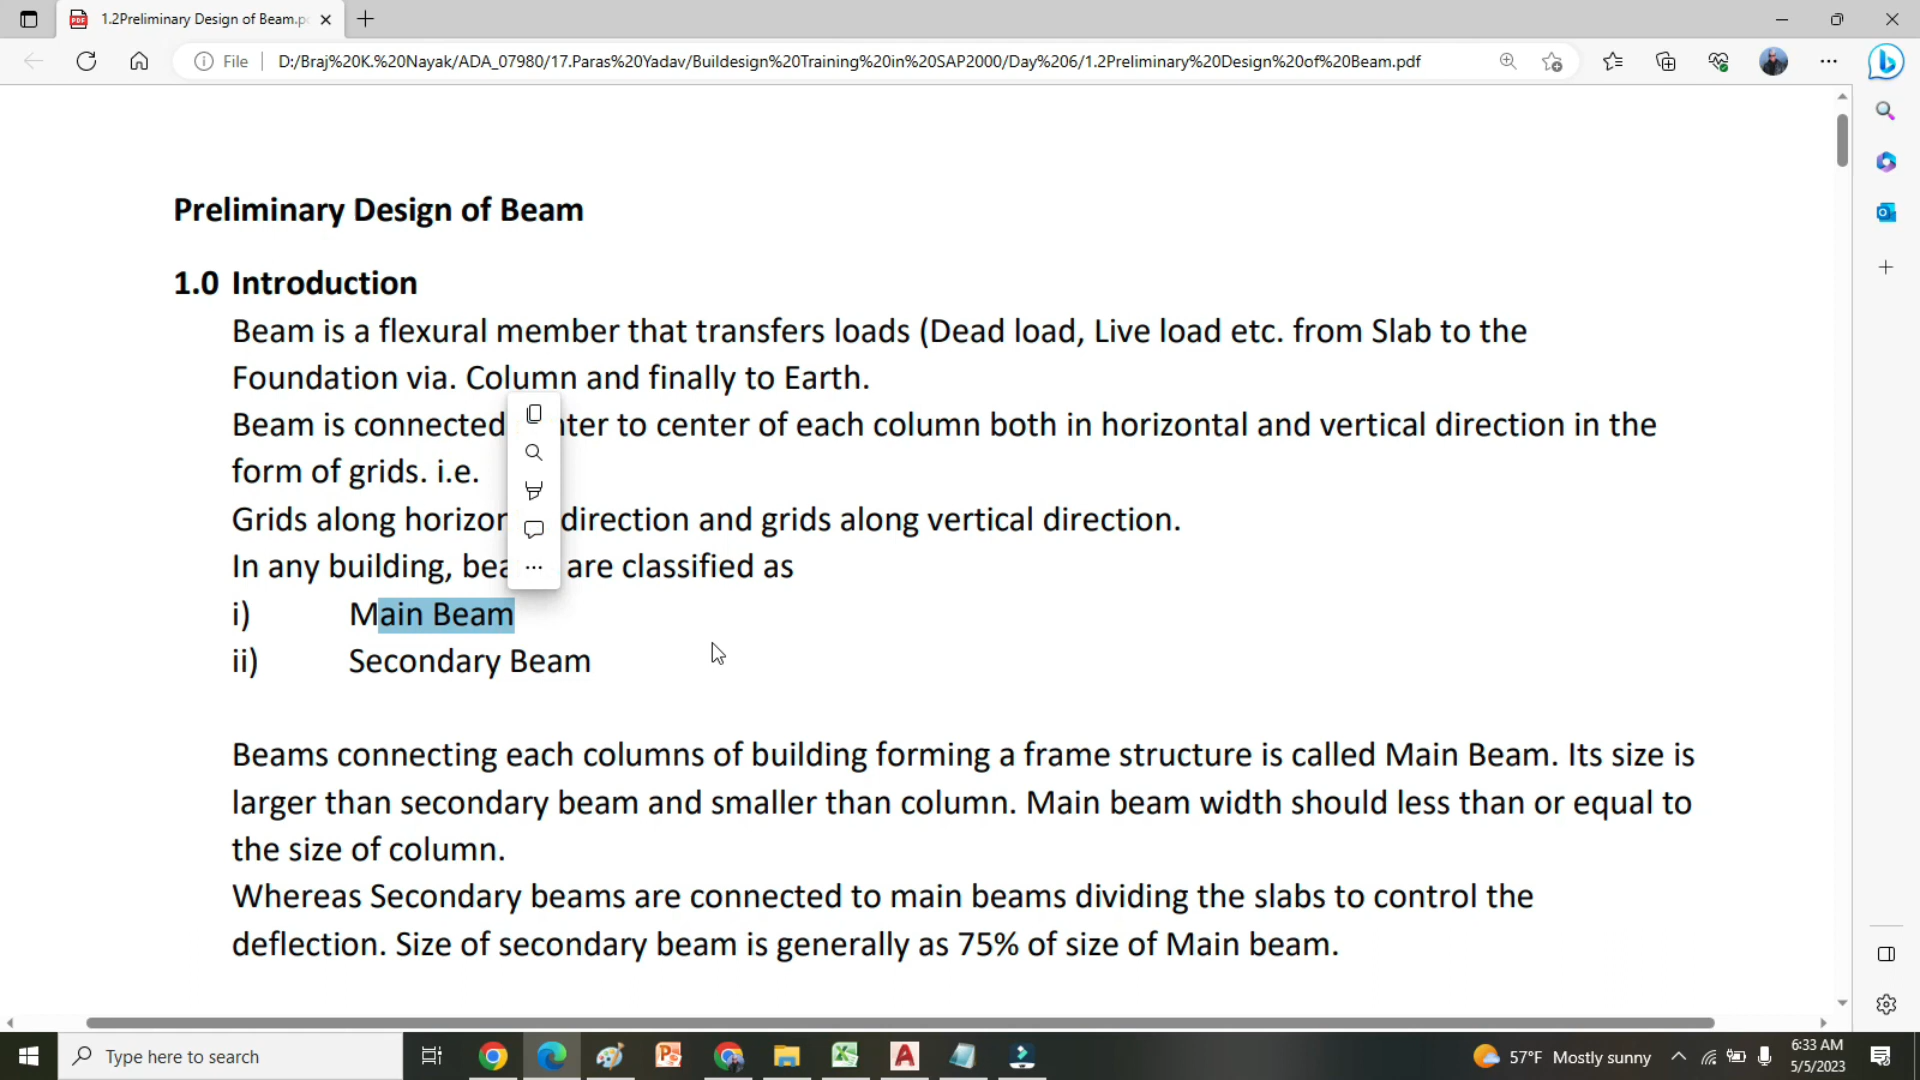 1.2Preliminary Design of Beam.p
File
D:/Braj%20K.%20Nayak/ADA_07980/17.Paras%20Yadav/Buildesign%20Training%20in%20SAP2000/Day%206/1.2Preliminary%20Design%20of%20Beam.pdf
Preliminary Design of Beam
1.0 Introduction
Beam is a flexural member that transfers loads (Dead load, Live load etc. from Slab to the
Foundation via. Column and finally to Earth.
Beam is connected ter to center of each column both in horizontal and vertical direction in the
form of grids. i.e.
Grids along horizon direction and grids along vertical direction.
In any building, bea are classified as
i) Main Beam
ii) Secondary Beam
Beams connecting each columns of building forming a frame structure is called Main Beam. Its size is
larger than secondary beam and smaller than column. Main beam width should less than or equal to
the size of column.
Whereas Secondary beams are connected to main beams dividing the slabs to control the
deflection. Size of secondary beam is generally as 75% of size of Main beam.
Type here to search
57°F Mostly sunny
6:33 AM
5/5/2023